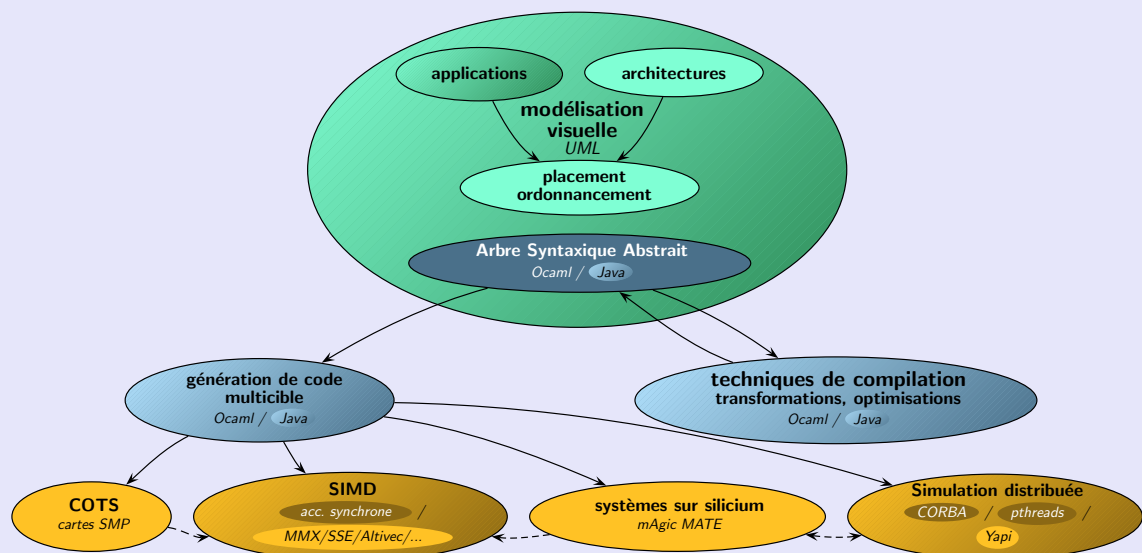 applications
architectures
modélisation
visuelle
UML
placement
ordonnancement
Arbre Syntaxique Abstrait
Ocaml / Java
génération de code
multicible
Ocaml / Java
techniques de compilation
transformations, optimisations
Ocaml / Java
COTS
cartes SMP
SIMD
acc. synchrone /
MMX/SSE/Altivec/...
systèmes sur silicium
mAgic MATE
Simulation distribuée
CORBA / pthreads /
Yapi